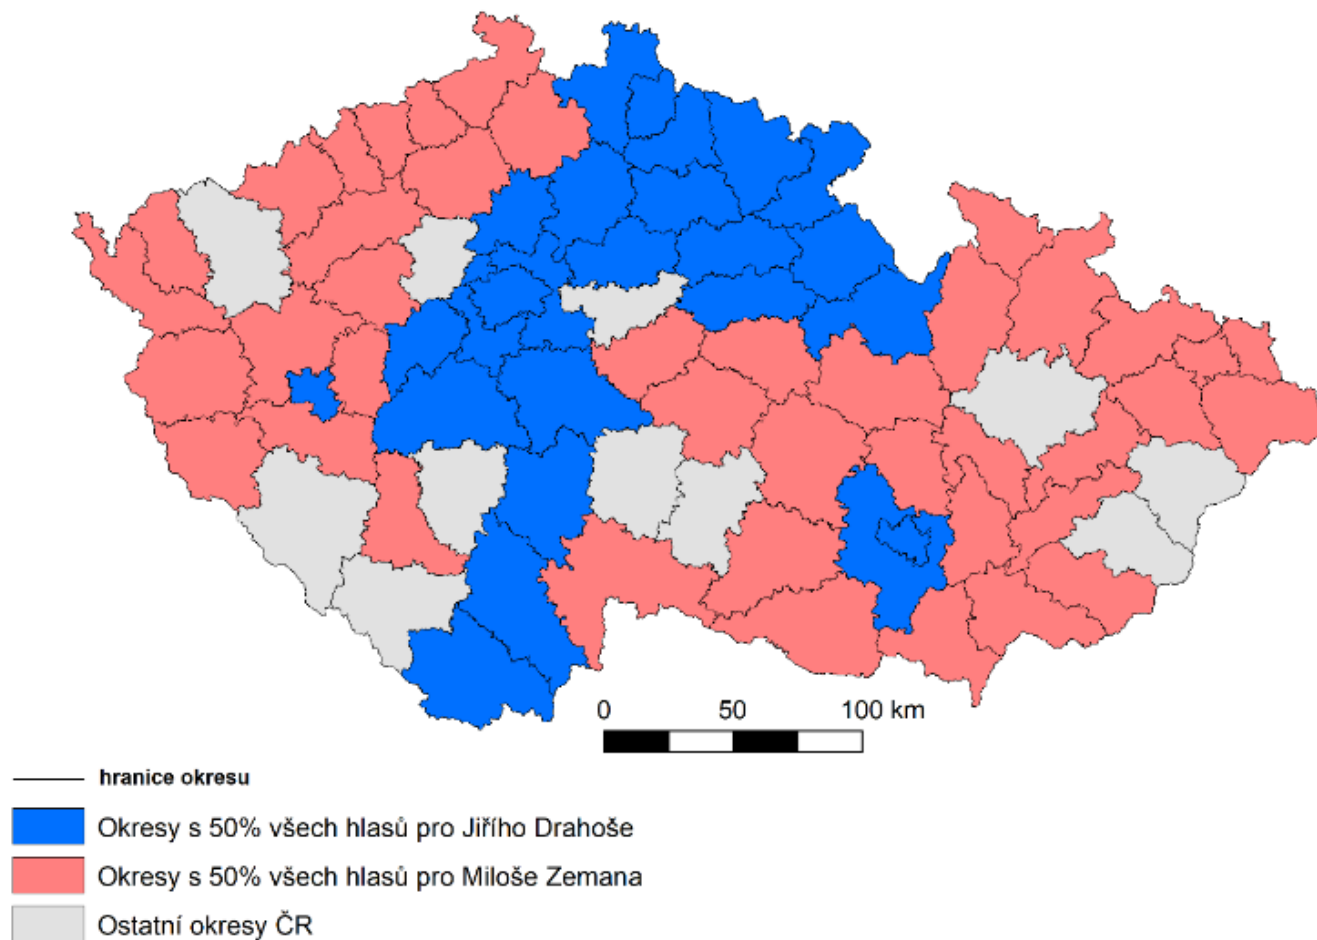 0 50 100 km
hranice okresu
Okresy s 50% všech hlasů pro Jiřího Drahoše
Okresy s 50% všech hlasů pro Miloše Zemana
Ostatní okresy ČR